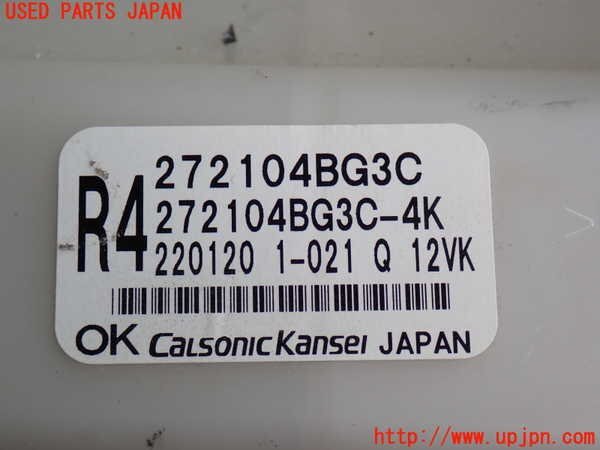 USED PARTS JAPAN
R4
272104BG3C
272104BG3C-4K
220120 1-021 Q 12VK
OK CalsonicKansei JAPAN
http://www.upjpn.com/